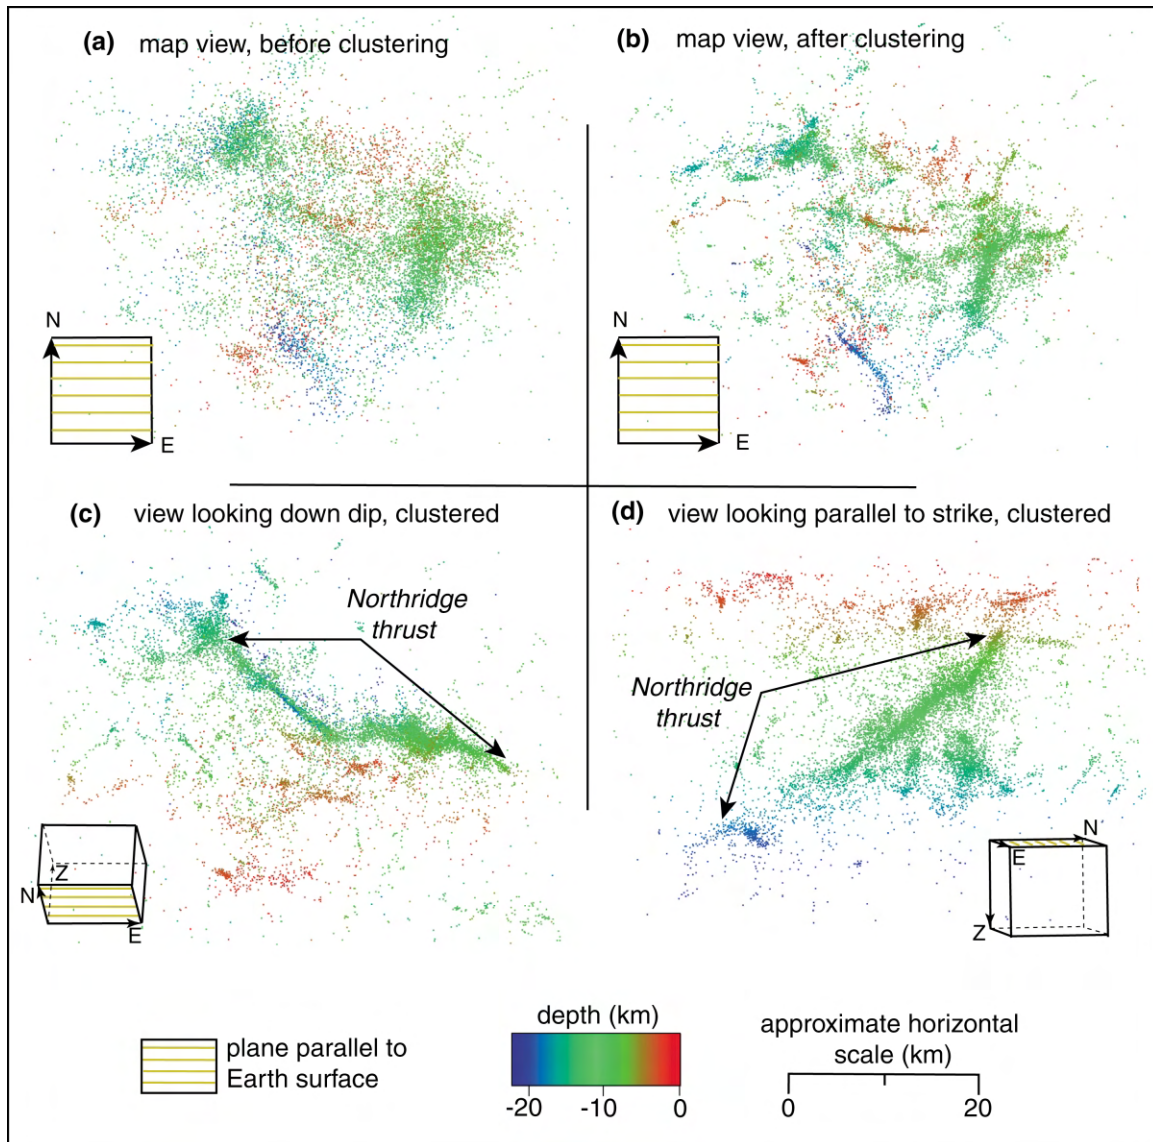 (a) map view, before clustering
(b) map view, after clustering
N
E
N
E
(c) view looking down dip, clustered
(d) view looking parallel to strike, clustered
Northridge
thrust
Northridge
thrust
N
Z
E
N
E
Z
plane parallel to
Earth surface
depth (km)
-20 -10 0
approximate horizontal
scale (km)
0 20